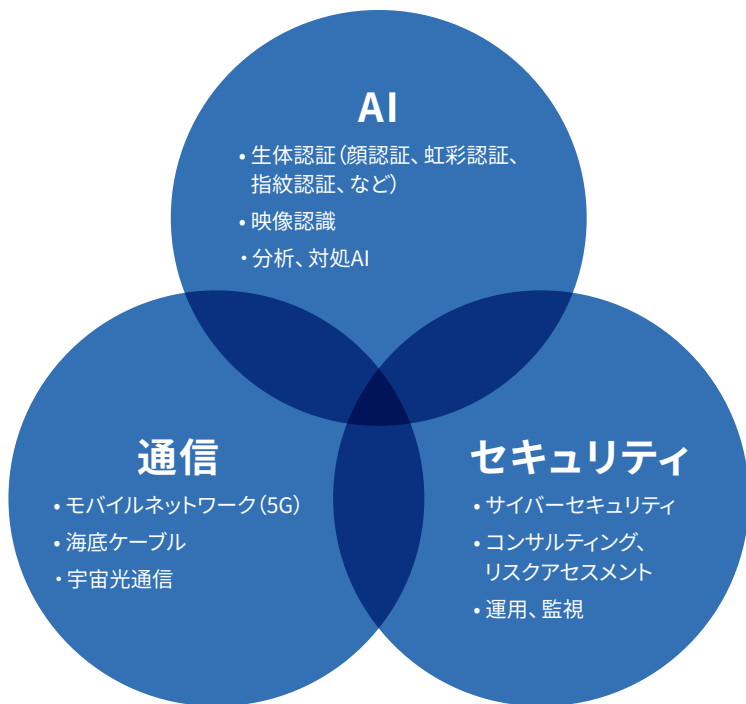 AI
• 生体認証（顔認証、虹彩認証、
指紋認証、など）
• 映像認識
・分析、対処AI
通信
• モバイルネットワーク（5G）
• 海底ケーブル
・宇宙光通信
セキュリティ
• サイバーセキュリティ
• コンサルティング、
リスクアセスメント
• 運用、監視